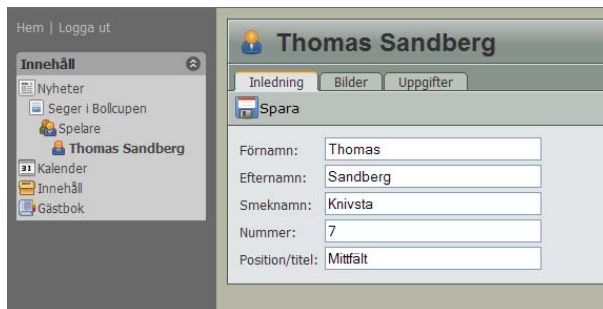 Hem | Logga ut
Innehåll
Nyheter
Seger i Bollcupen
Spelare
Thomas Sandberg
31 Kalender
Innehåll
Gästbok
Thomas Sandberg
Inledning Bilder Uppgifter
Spara
Förnamn: Thomas
Efternamn: Sandberg
Smeknamn: Knivsta
Nummer: 7
Position/titel: Mittfält